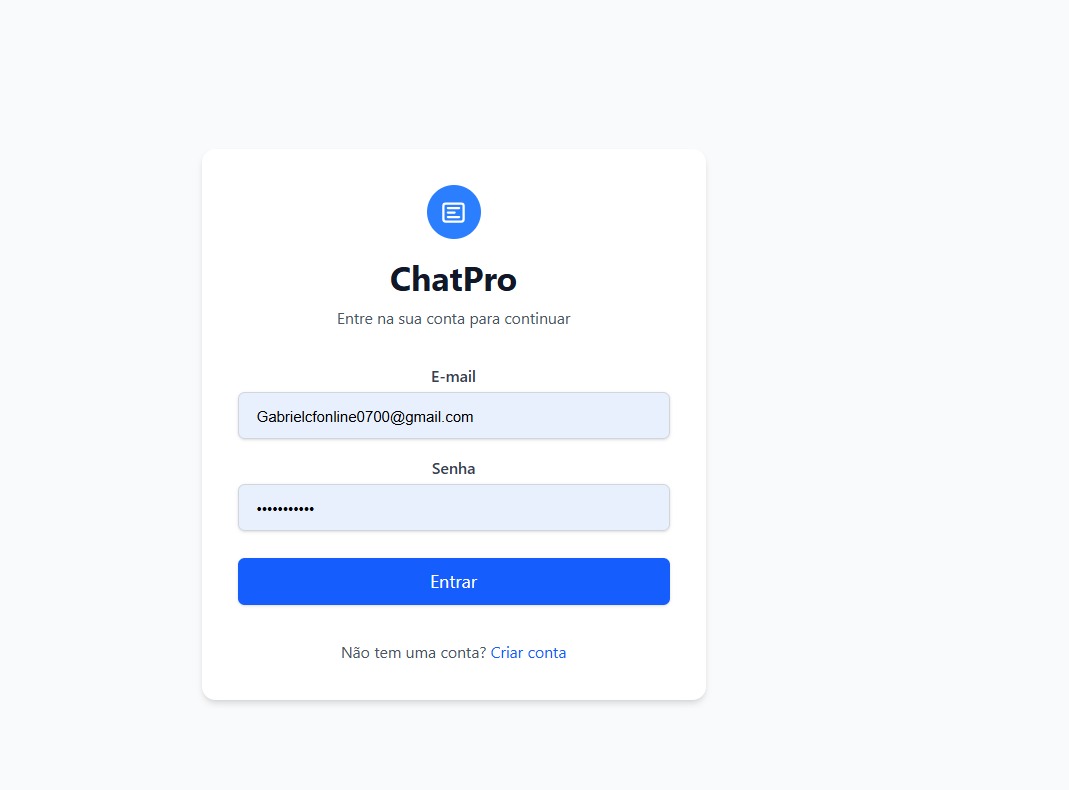 ChatPro
Entre na sua conta para continuar
E-mail
Gabrielcfonline0700@gmail.com
Senha
•••••••••••
Entrar
Não tem uma conta? Criar conta